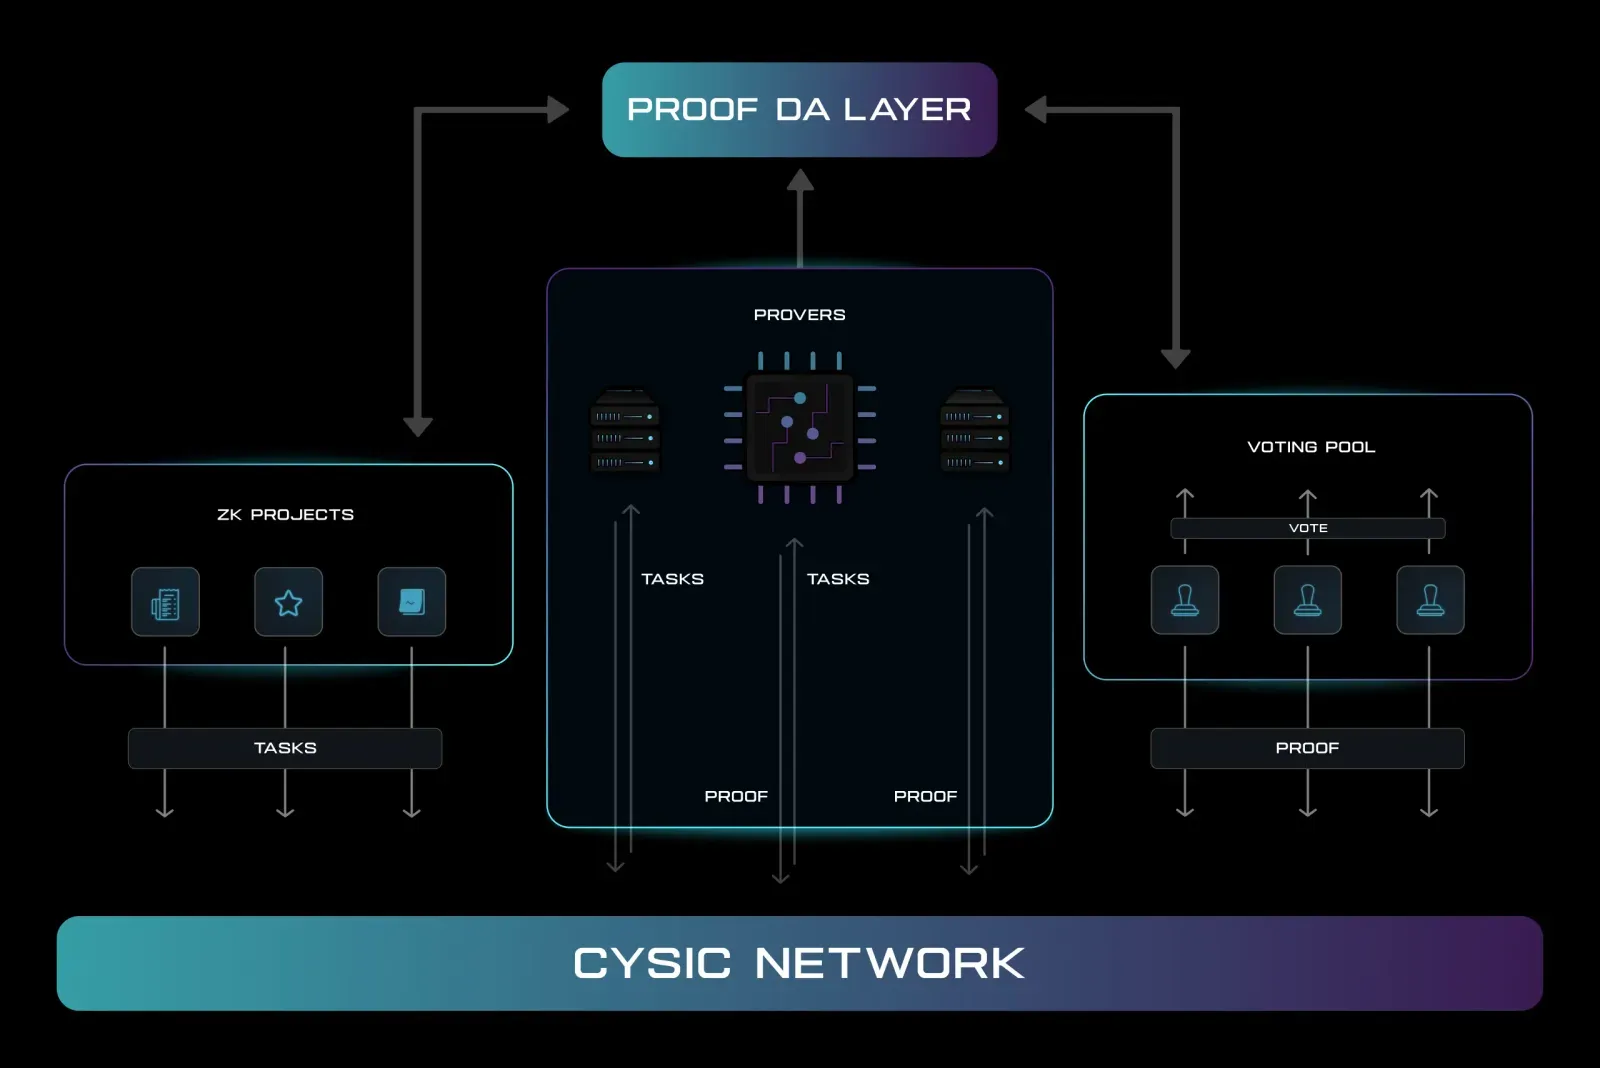 PROOF DA LAYER
PROVERS
VOTING POOL
ZK PROJECTS
VOTE
TASKS
TASKS
TASKS
PROOF
PROOF
PROOF
CYSIC NETWORK